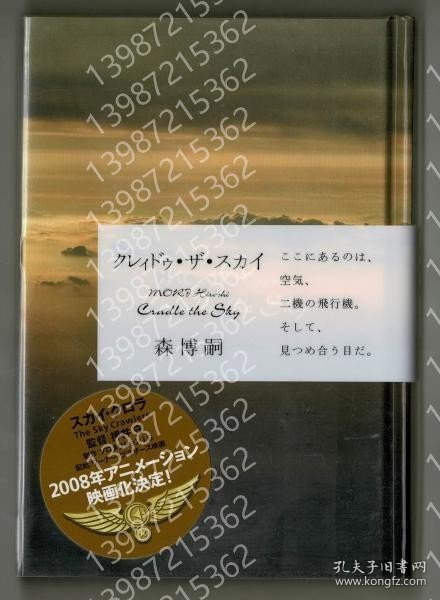 クレィドゥ・ザ・スカイ
MORI Hiroshi
Cradle the Sky
森博嗣
ここにあるのは、
空気、
二機の飛行機。
そして、
見つめ合う目だ。
スカイ・クロラ
The Sky Crawlers
2008年アニメーション
映画化決定!
13987215362
13987215362
13987215362
13987215362
13987215362
13987215362
13987215362
孔夫子旧书网
www.kongfz.com